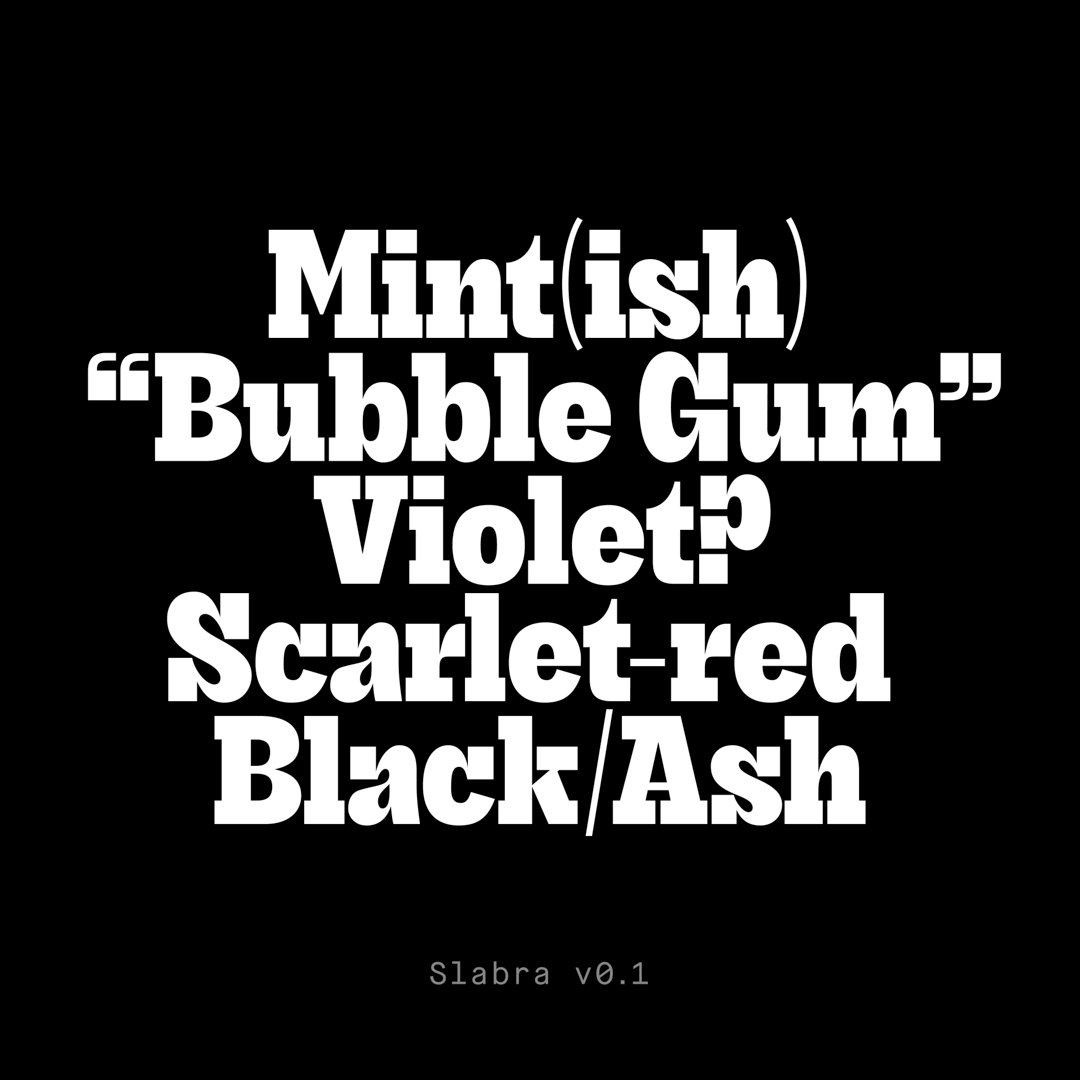 Mint(ish)
“Bubble Gum”
Violet?
Scarlet-red
Black/Ash
Slabra v0.1